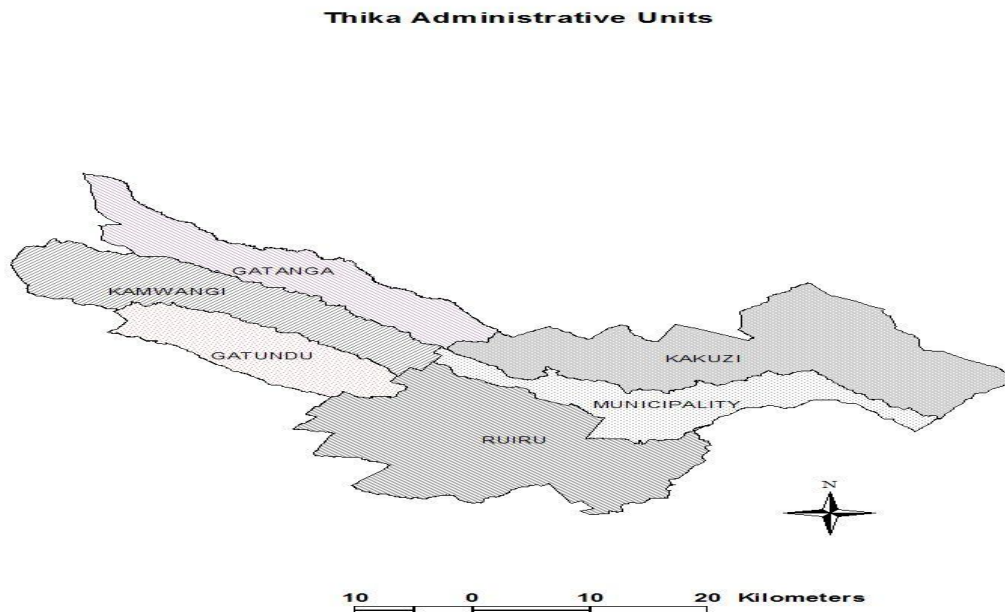 Thika Administrative Units
GATANGA
KAMWANGI
GATUNDU
KAKUZI
MUNICIPALITY
RUIRU
N
10 0 10 20 Kilometers